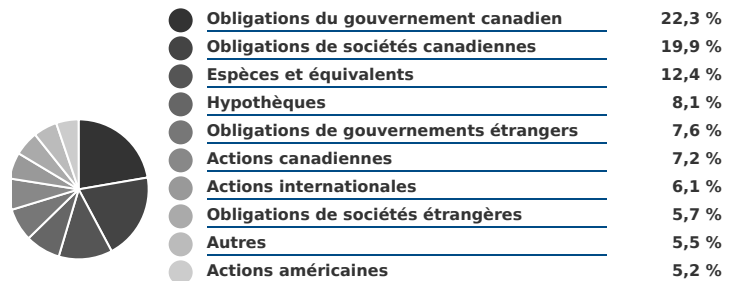 Obligations du gouvernement canadien 22,3 %
Obligations de sociétés canadiennes 19,9 %
Espèces et équivalents 12,4 %
Hypothèques 8,1 %
Obligations de gouvernements étrangers 7,6 %
Actions canadiennes 7,2 %
Actions internationales 6,1 %
Obligations de sociétés étrangères 5,7 %
Autres 5,5 %
Actions américaines 5,2 %